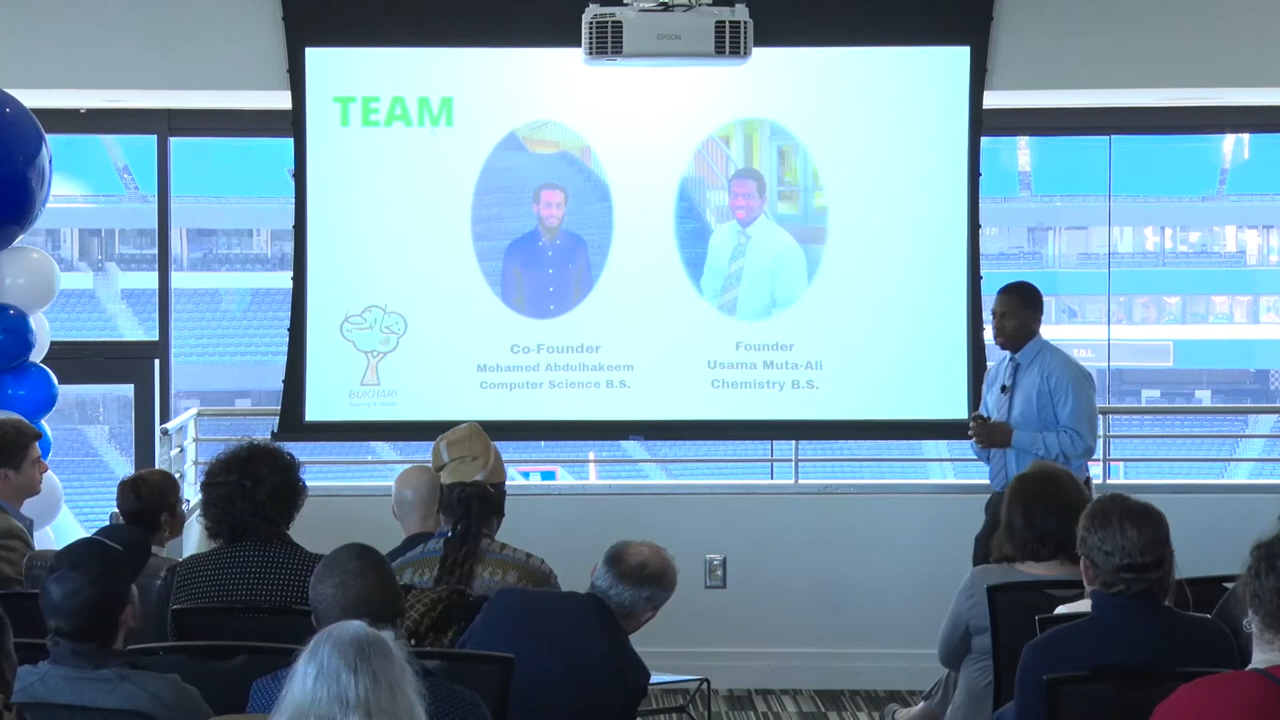 EPSON
TEAM
Co-Founder
Mohamed Abdulhakeem
Computer Science B.S.
Founder
Usama Muta-Ali
Chemistry B.S.
BUKHARI
T.O.L.